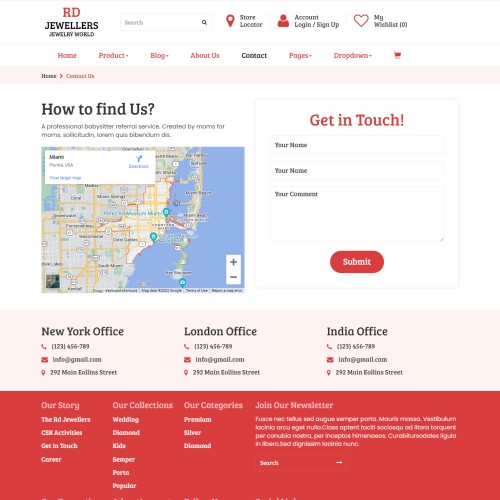 RD
JEWELLERS
JEWELRY WORLD
Search
Store
Locator
Account
Login / Sign Up
My
Wishlist (0)
Home
Product
Blog
About Us
Contact
Pages
Dropdown
Home > Contact Us
How to find Us?
A professional babysitter referral service. Created by moms for
moms. sollicitudin, lorem quis bibendum dis.
Miami
Florida, USA
Directions
View larger map
Get in Touch!
Your Name
Your Name
Your Comment
Submit
New York Office
(123) 456-789
info@gmail.com
292 Main Eollins Street
London Office
(123) 456-789
info@gmail.com
292 Main Eollins Street
India Office
(123) 456-789
info@gmail.com
292 Main Eollins Street
Our Story
The Rd Jewellers
CSR Activities
Get In Touch
Career
Our Collections
Wedding
Diamond
Kids
Semper
Porta
Popular
Our Categories
Premium
Silver
Diamond
Join Our Newsletter
Fusce nec tellus sed augue semper porta. Mauris massa. Vestibulum
lacinia arcu eget nulla.Class aptent taciti sociosqu ad litora torquent
per conubia nostra, per inceptos himenaeos. Curabitursodales ligula
in libero.Sed dignissim lacinia nunc.
Search